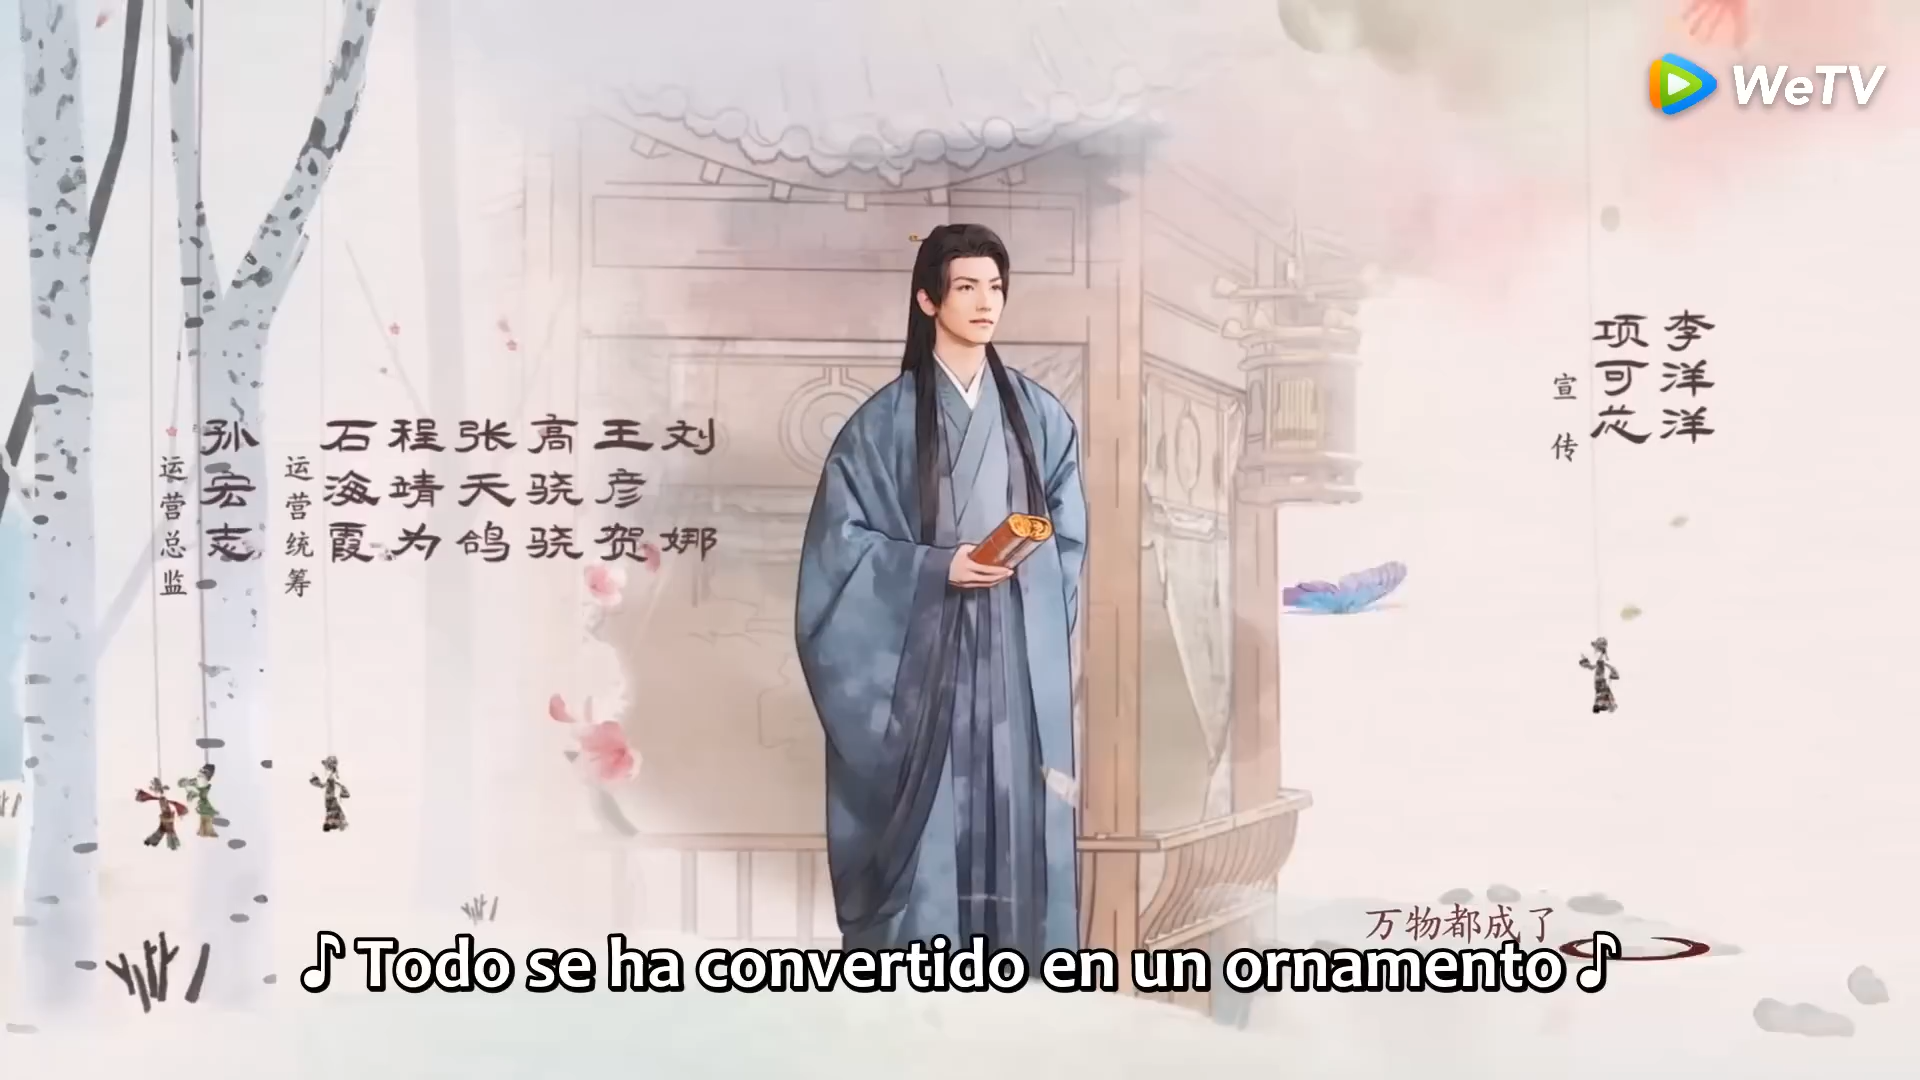 WeTV
李洋洋
项可芯
宣传
刘娜
王彦贺
高骁骁
张天鸽
程靖为
石海霞
运营统筹
孙宏志
运营总监
万物都成了
♪Todo se ha convertido en un ornamento♪